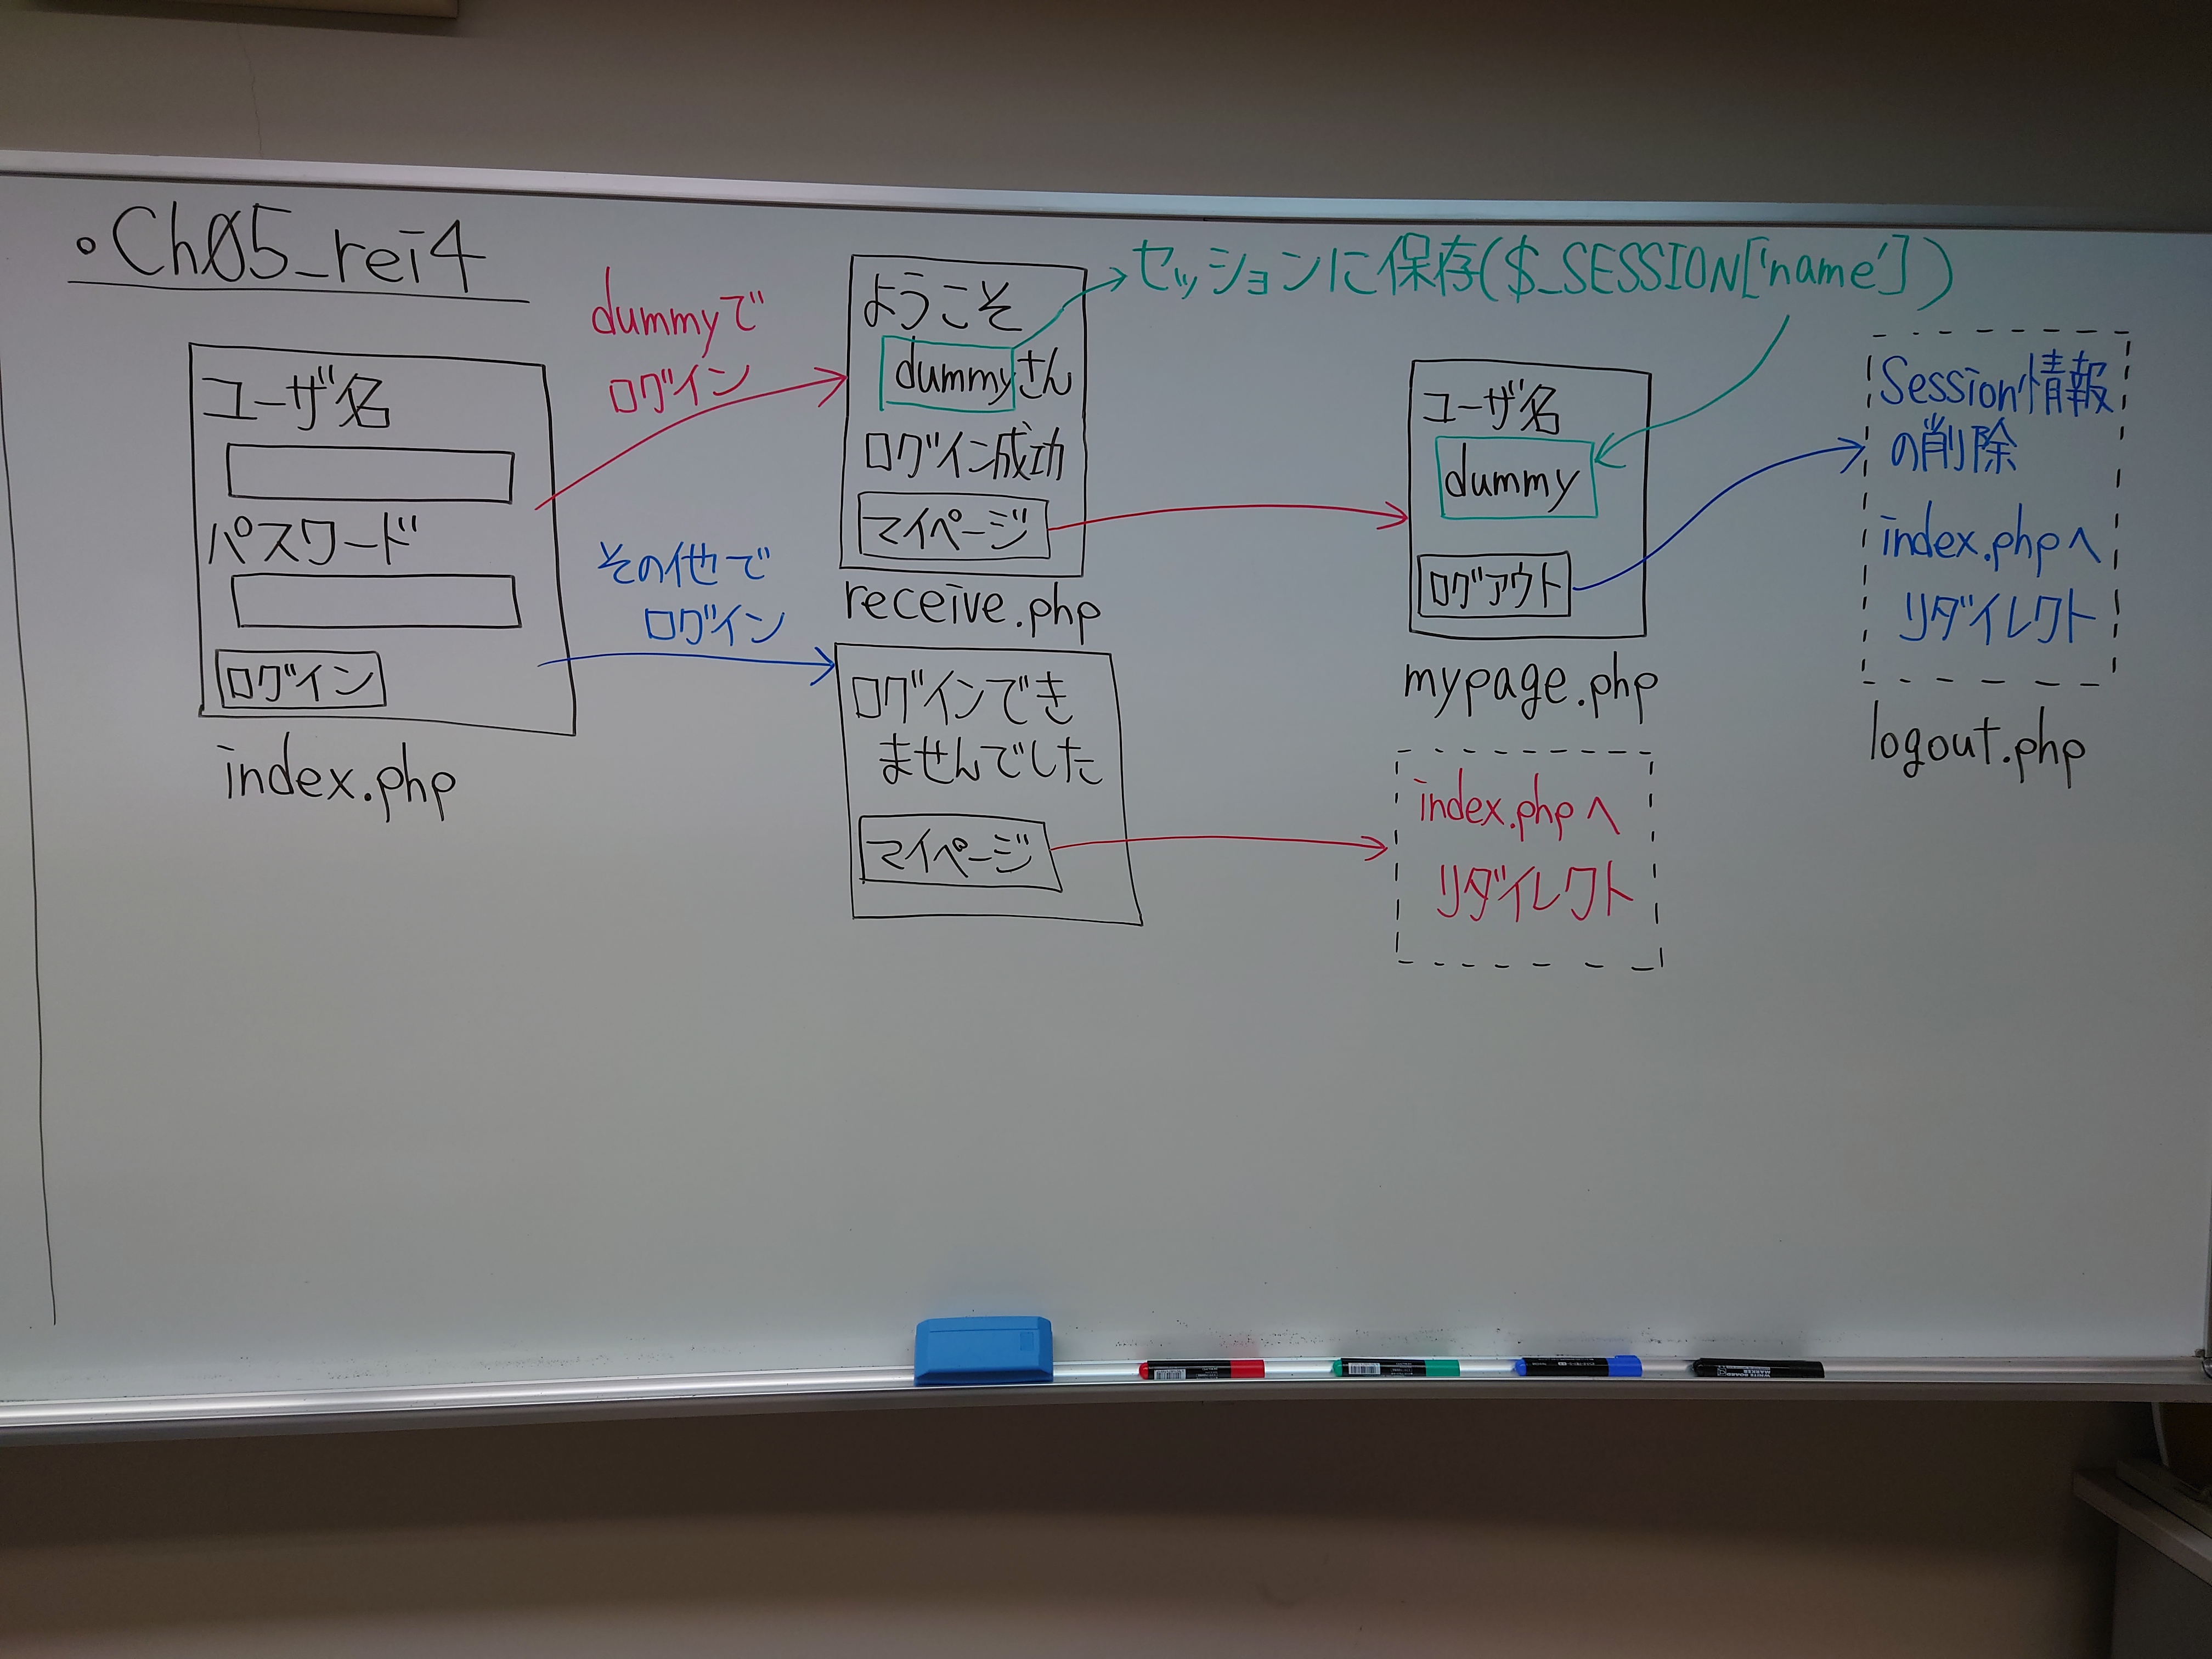 ・Ch05_rei4
ユーザ名
パスワード
ログイン
index.php
dummyで
ログイン
その他で
ログイン
ようこそ
dummyさん
ログイン成功
マイページ
receive.php
ログインでき
ませんでした
マイページ
セッションに保存($_SESSION['name'])
ユーザ名
dummy
ログアウト
mypage.php
index.phpへ
リダイレクト
Session情報
の削除
index.phpへ
リダイレクト
logout.php